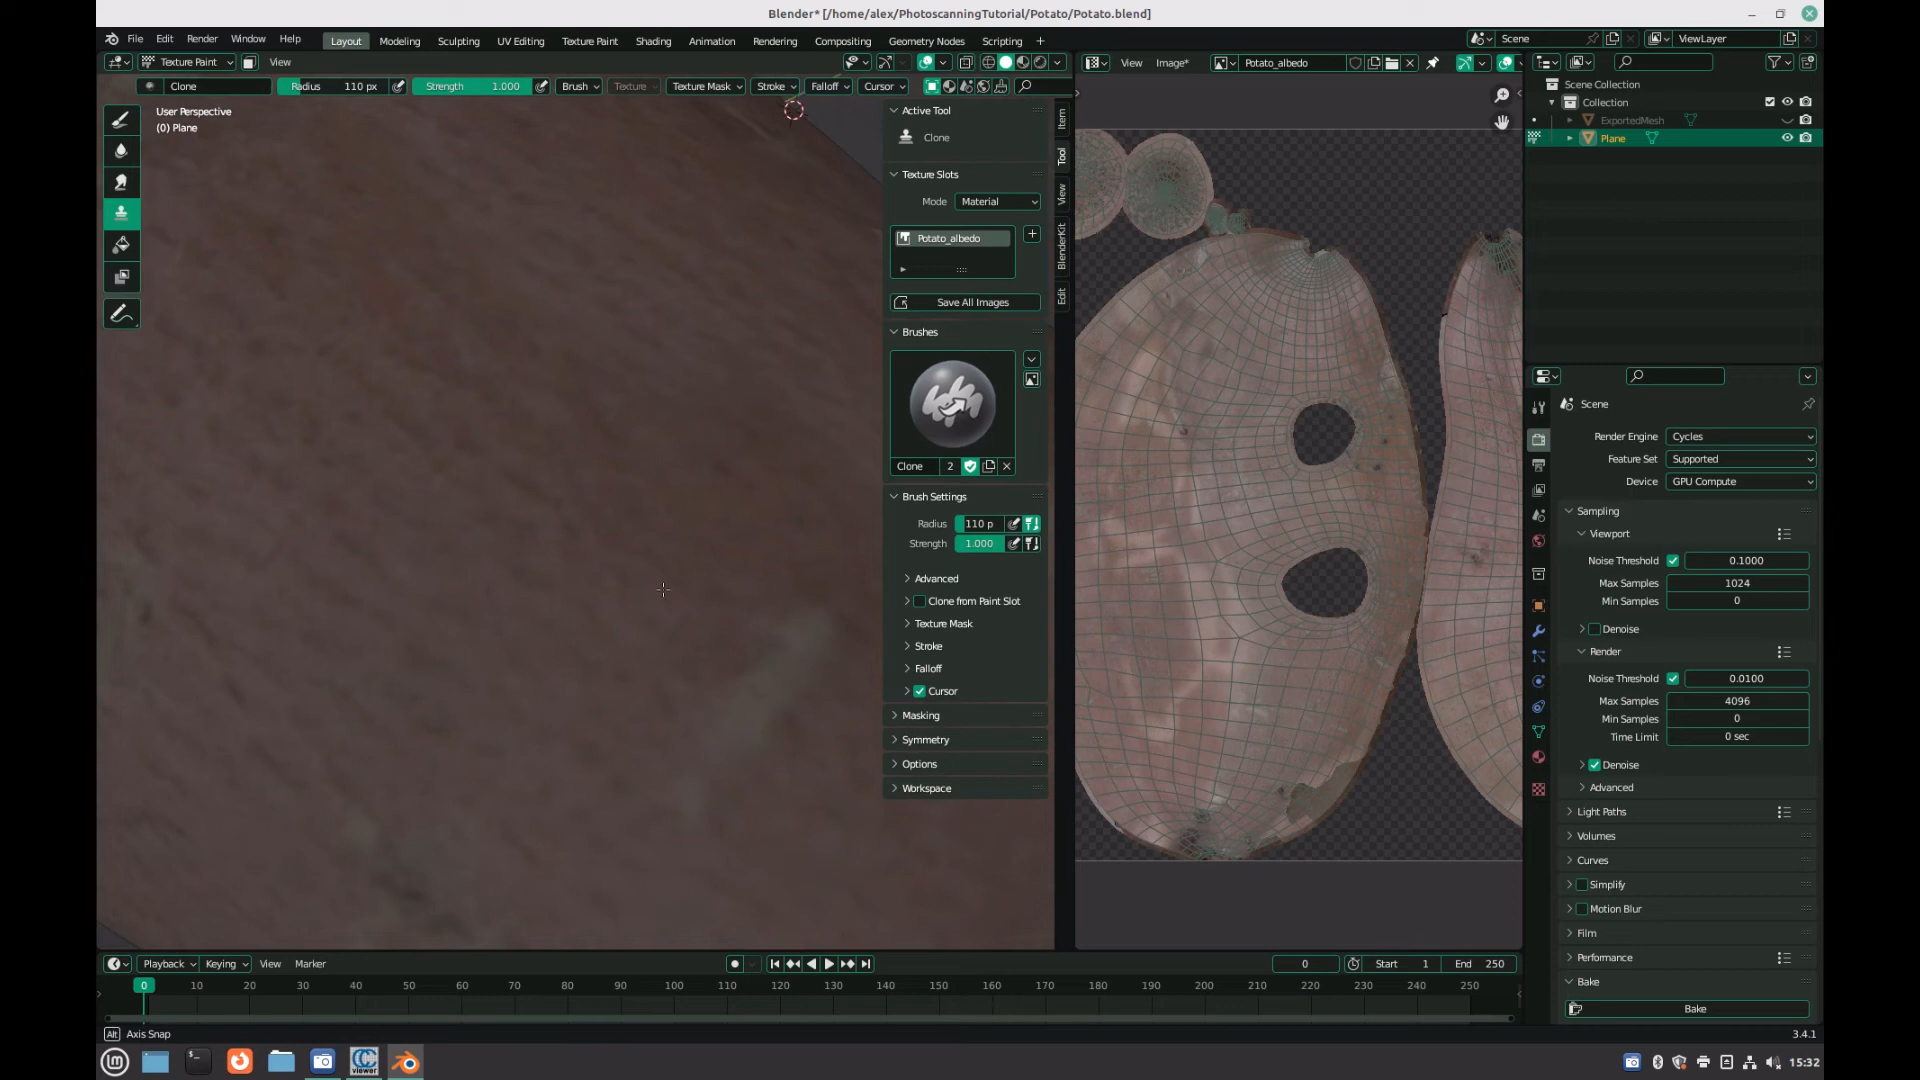 Blender* [/home/alex/PhotoscanningTutorial/Potato/Potato.blend]
File Edit Render Window Help Layout Modeling Sculpting UV Editing Texture Paint Shading Animation Rendering Compositing Geometry Nodes Scripting + Scene ViewLayer
Texture Paint View View Image* Potato_albedo
Clone Radius 110 px Strength 1.000 Brush Texture Texture Mask Stroke Falloff Cursor
User Perspective
(0) Plane
Active Tool
Clone
Texture Slots
Mode Material
Potato_albedo
Save All Images
Brushes
Clone 2
Brush Settings
Radius 110 p
Strength 1.000
Advanced
Clone from Paint Slot
Texture Mask
Stroke
Falloff
Cursor
Masking
Symmetry
Options
Workspace
Item
Tool
View
BlenderKit
Edit
Scene Collection
Collection
ExportedMesh
Plane
Scene
Render Engine Cycles
Feature Set Supported
Device GPU Compute
Sampling
Viewport
Noise Threshold 0.1000
Max Samples 1024
Min Samples 0
Denoise
Render
Noise Threshold 0.0100
Max Samples 4096
Min Samples 0
Time Limit 0 sec
Denoise
Advanced
Light Paths
Volumes
Curves
Simplify
Motion Blur
Film
Performance
Bake
Bake
Playback Keying View Marker 0 Start 1 End 250
0 10 20 30 40 50 60 70 80 90 100 110 120 130 140 150 160 170 180 190 200 210 220 230 240 250
Alt Axis Snap 3.4.1
viewer
15:32